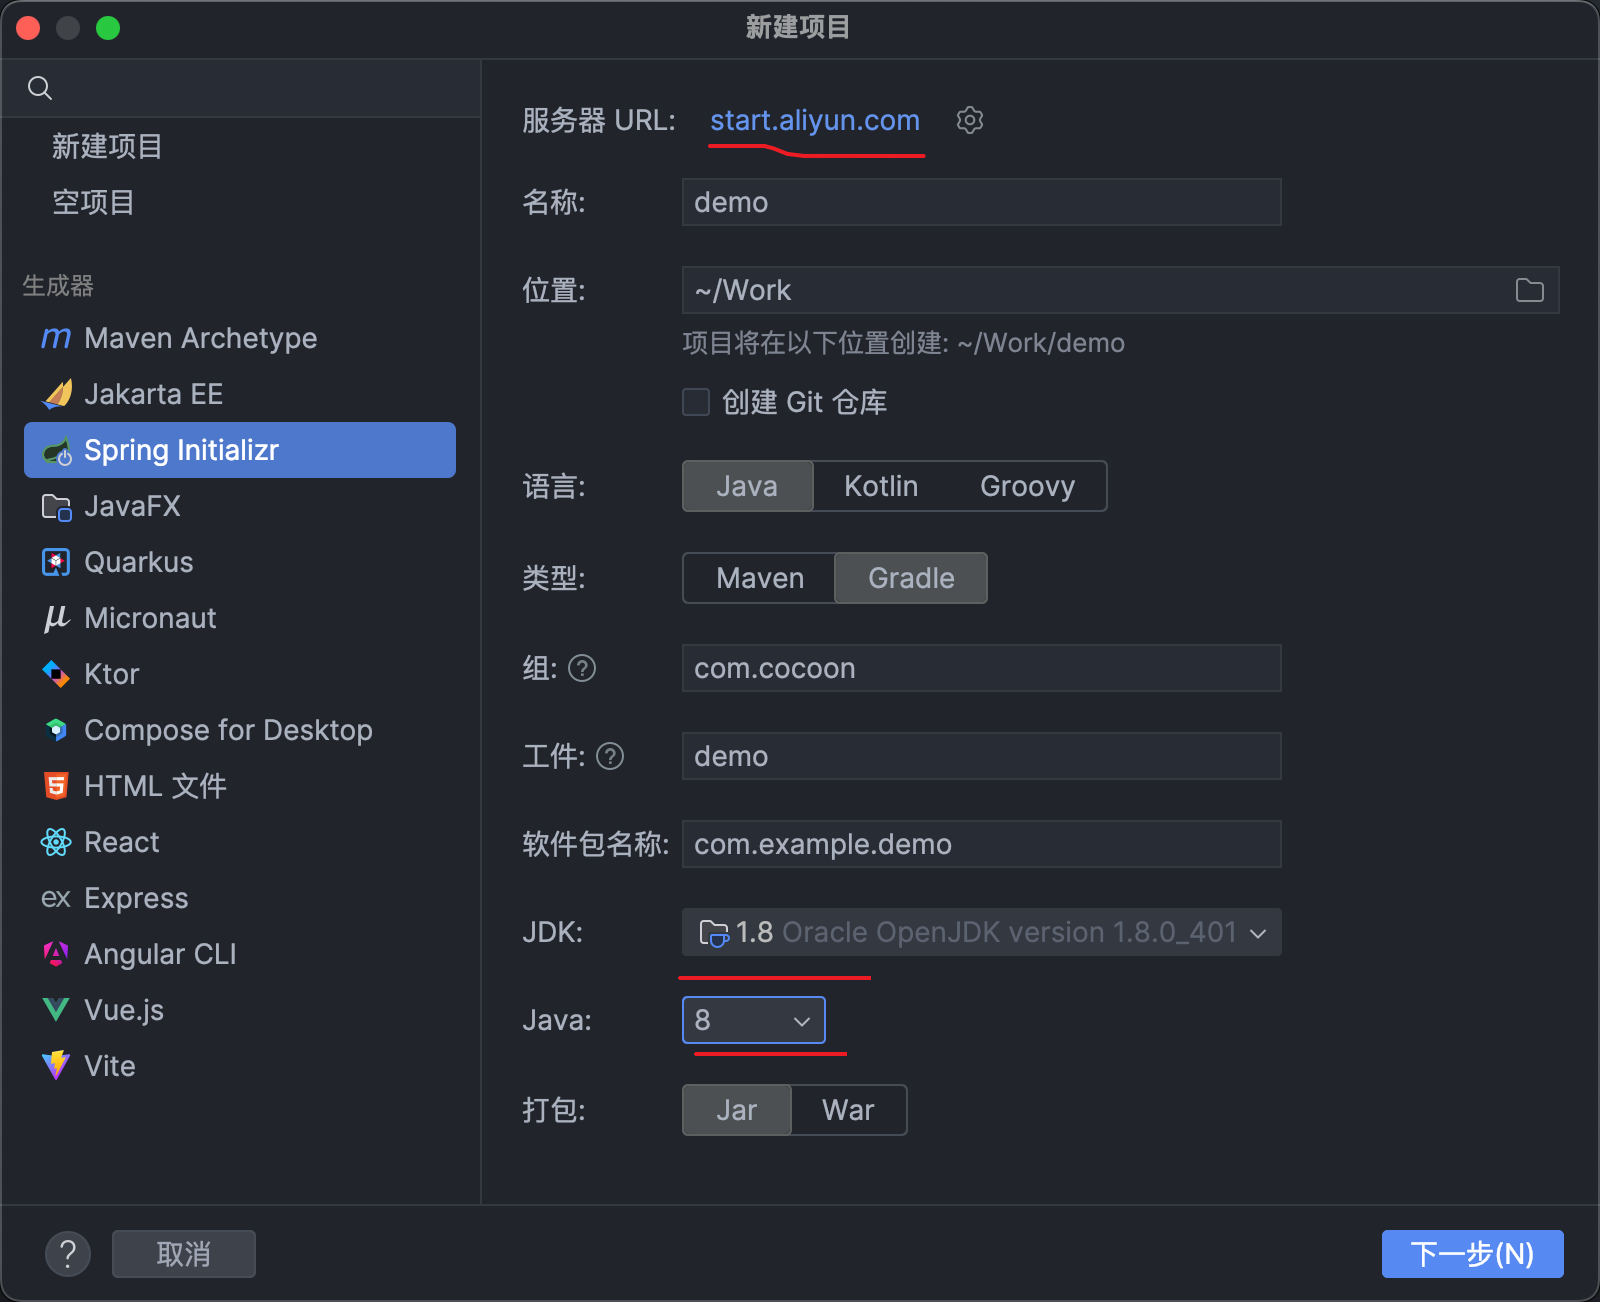 新建项目
新建项目
空项目
生成器
Maven Archetype
Jakarta EE
Spring Initializr
JavaFX
Quarkus
Micronaut
Ktor
Compose for Desktop
HTML 文件
React
ex Express
Angular CLI
Vue.js
Vite
服务器 URL: start.aliyun.com
名称: demo
位置: ~/Work
项目将在以下位置创建: ~/Work/demo
创建 Git 仓库
语言: Java Kotlin Groovy
类型: Maven Gradle
组: ? com.cocoon
工件: ? demo
软件包名称: com.example.demo
JDK: 1.8 Oracle OpenJDK version 1.8.0_401
Java: 8
打包: Jar War
? 取消 下一步(N)